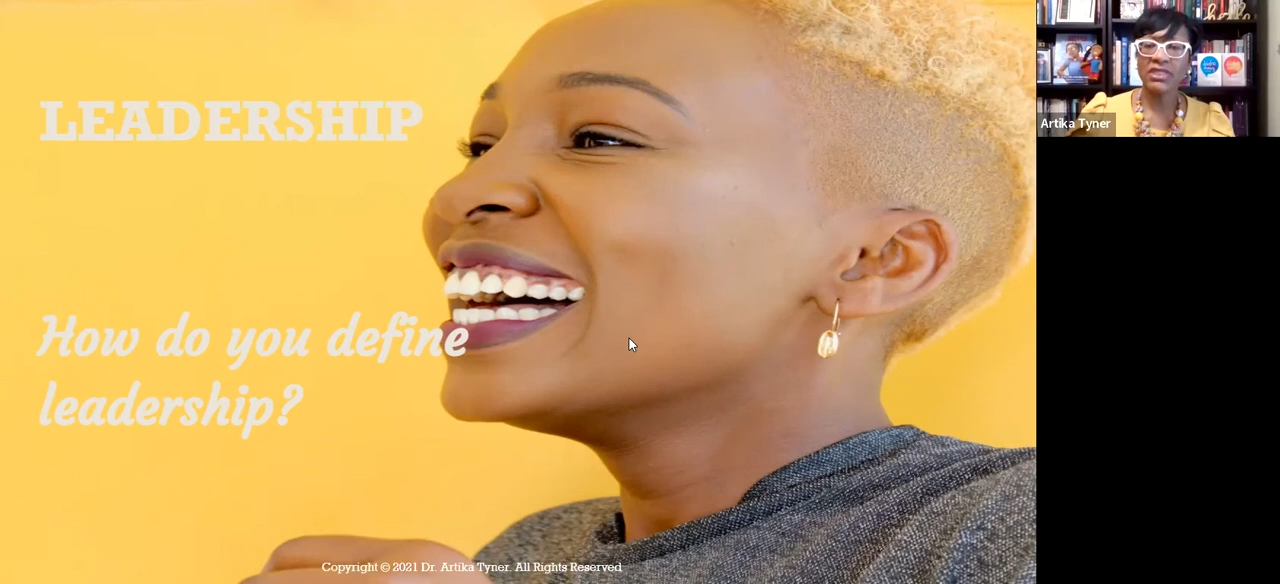 LEADERSHIP
How do you define
leadership?
Copyright © 2021 Dr. Artika Tyner. All Rights Reserved
Artika Tyner